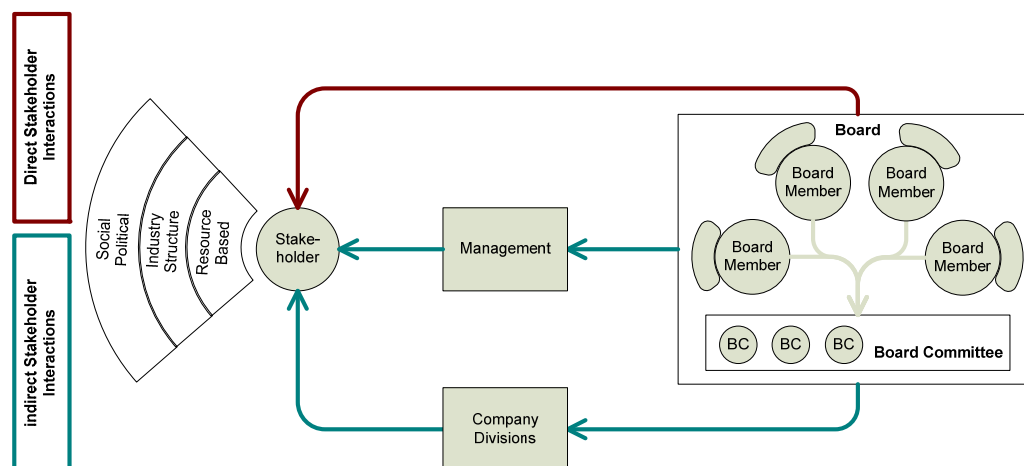 Direct Stakeholder
Interactions
indirect Stakeholder
Interactions
Social
Political
Industry
Structure
Resource
Based
Stake-
holder
Management
Company
Divisions
Board
Board
Member
Board
Member
Board
Member
Board
Member
BC
BC
BC
Board Committee